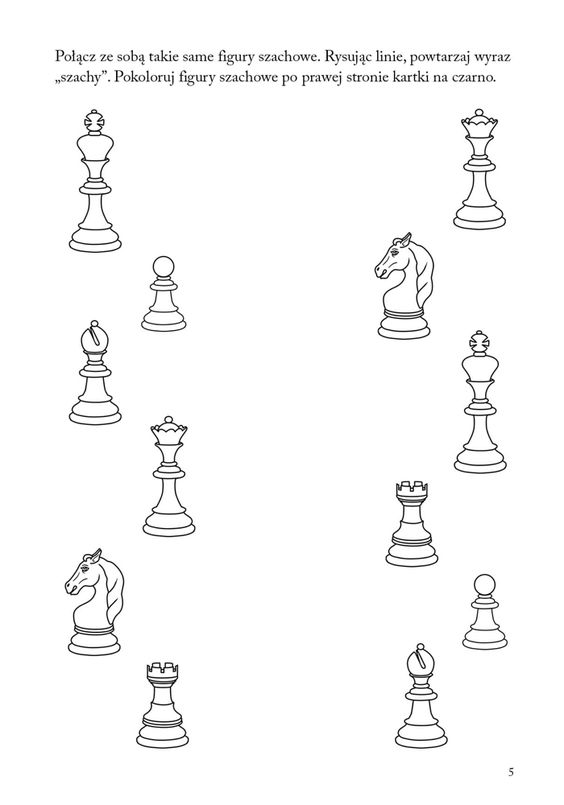 Połącz ze sobą takie same figury szachowe. Rysując linie, powtarzaj wyraz
„szachy”. Pokoloruj figury szachowe po prawej stronie kartki na czarno.
5